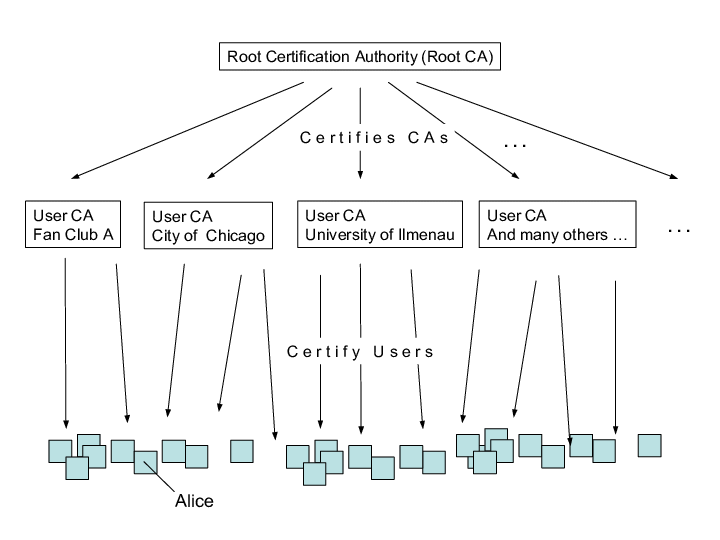 Root Certification Authority (Root CA)
Certifies CAs
...
User CA
Fan Club A
User CA
City of Chicago
User CA
University of Ilmenau
User CA
And many others ...
...
Certify Users
Alice